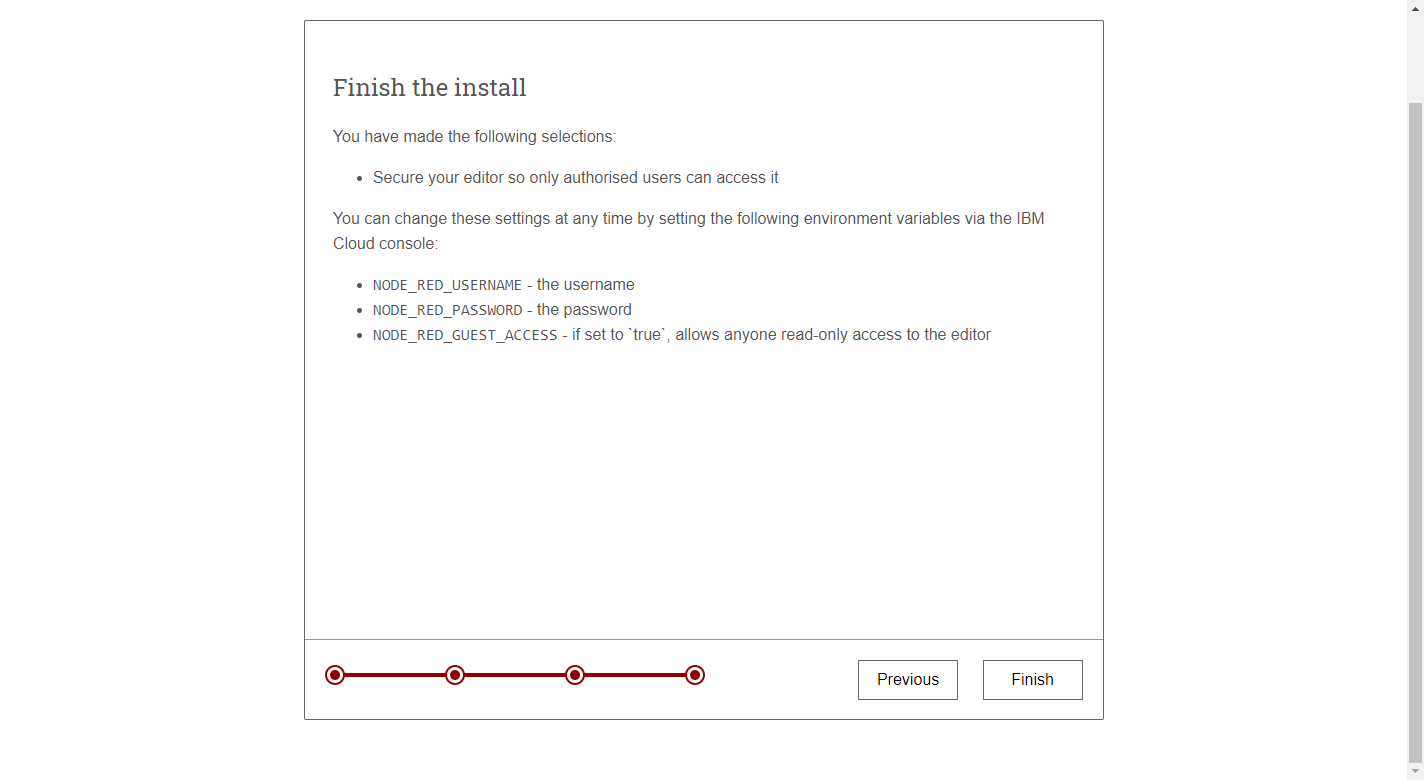 Finish the install
You have made the following selections:
Secure your editor so only authorised users can access it
You can change these settings at any time by setting the following environment variables via the IBM
Cloud console:
NODE_RED_USERNAME - the username
NODE_RED_PASSWORD - the password
NODE_RED_GUEST_ACCESS - if set to `true`, allows anyone read-only access to the editor
Previous
Finish